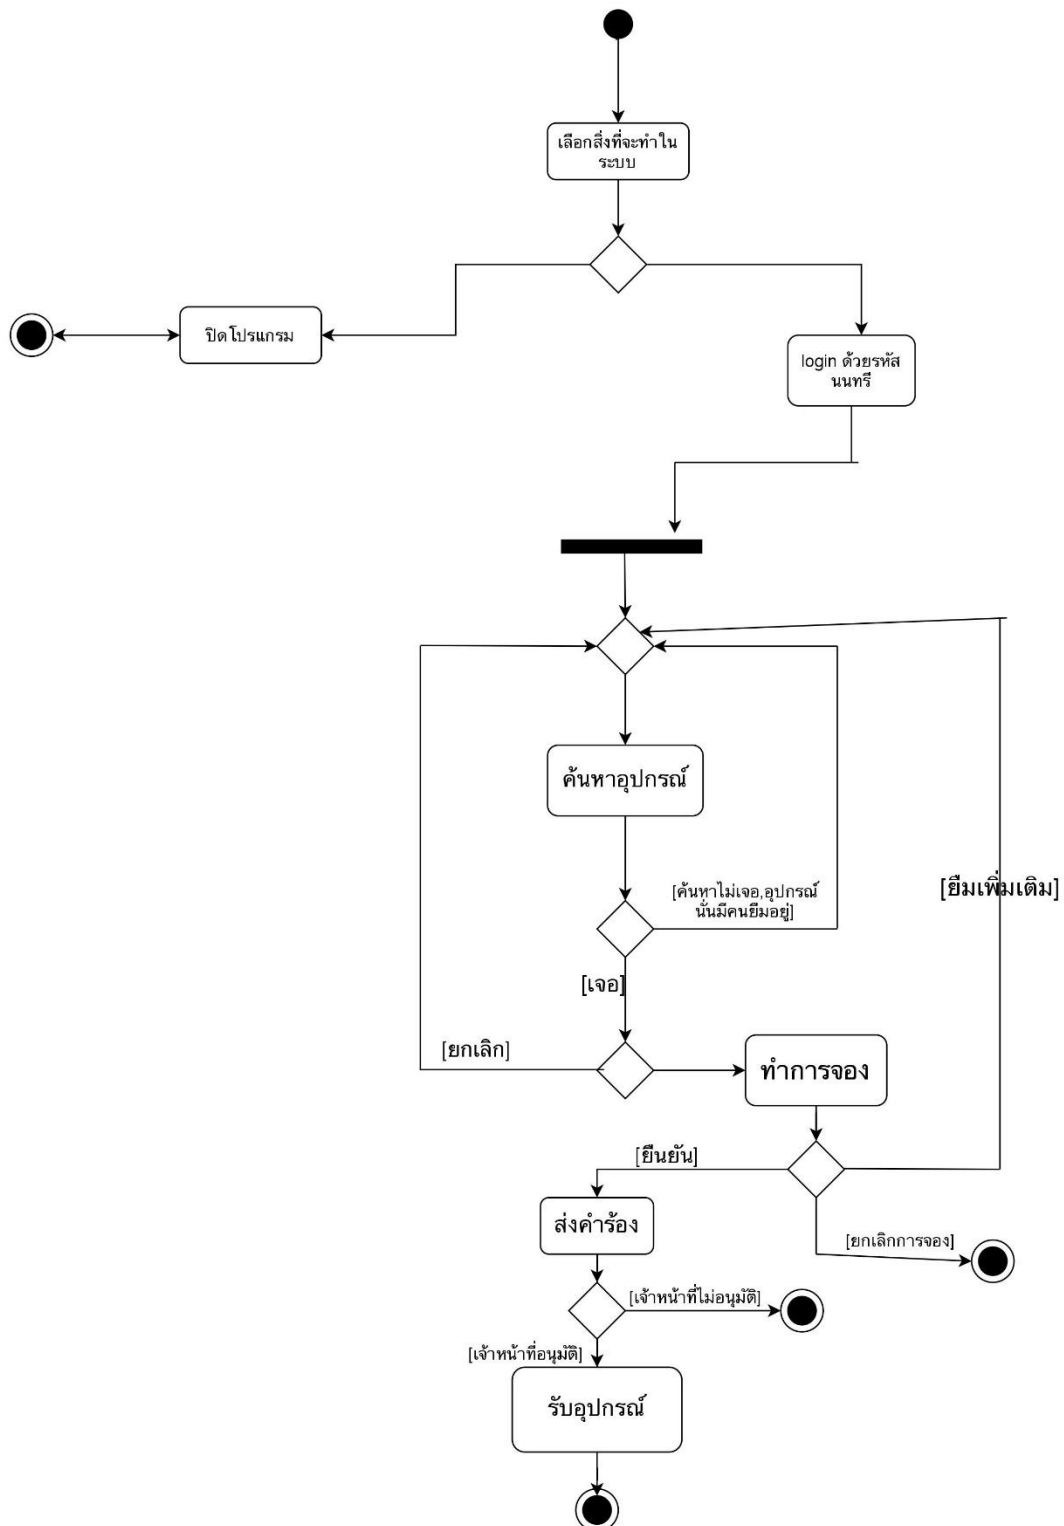 เลือกสิ่งที่จะทำใน
ระบบ
ปิดโปรแกรม
login ด้วยรหัส
นนทรี
ค้นหาอุปกรณ์
[ค้นหาไม่เจอ,อุปกรณ์
นั่นมีคนยืมอยู่]
[ยืมเพิ่มเติม]
[เจอ]
[ยกเลิก]
ทำการจอง
[ยืนยัน]
ส่งคำร้อง
[ยกเลิกการจอง]
[เจ้าหน้าที่ไม่อนุมัติ]
[เจ้าหน้าที่อนุมัติ]
รับอุปกรณ์